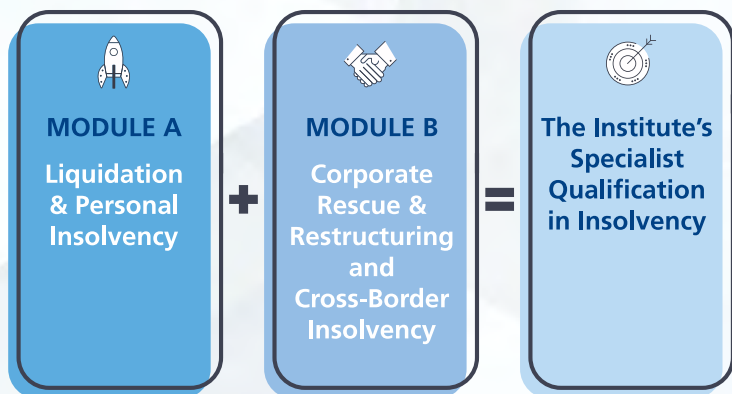 MODULE A
Liquidation
& Personal
Insolvency
+
MODULE B
Corporate
Rescue &
Restructuring
and
Cross-Border
Insolvency
=
The Institute's
Specialist
Qualification
in Insolvency